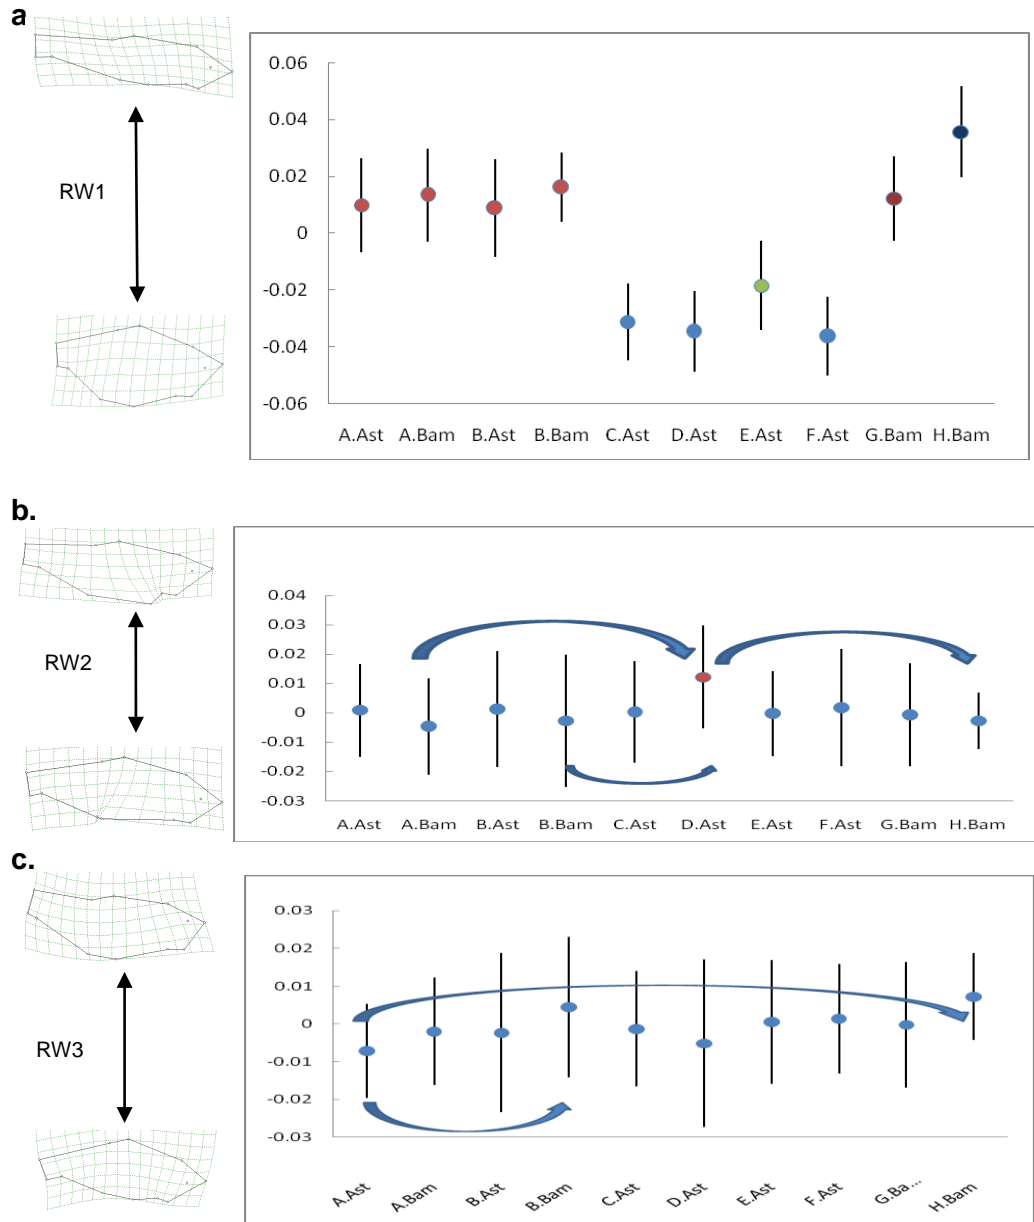 a
RW1
0.06
0.04
0.02
0
-0.02
-0.04
-0.06
A.Ast A.Bam B.Ast B.Bam C.Ast D.Ast E.Ast F.Ast G.Bam H.Bam
b.
RW2
0.04
0.03
0.02
0.01
0
-0.01
-0.02
-0.03
A.Ast A.Bam B.Ast B.Bam C.Ast D.Ast E.Ast F.Ast G.Bam H.Bam
c.
RW3
0.03
0.02
0.01
0
-0.01
-0.02
-0.03
A.Ast A.Bam B.Ast B.Bam C.Ast D.Ast E.Ast F.Ast G.Ba... H.Bam